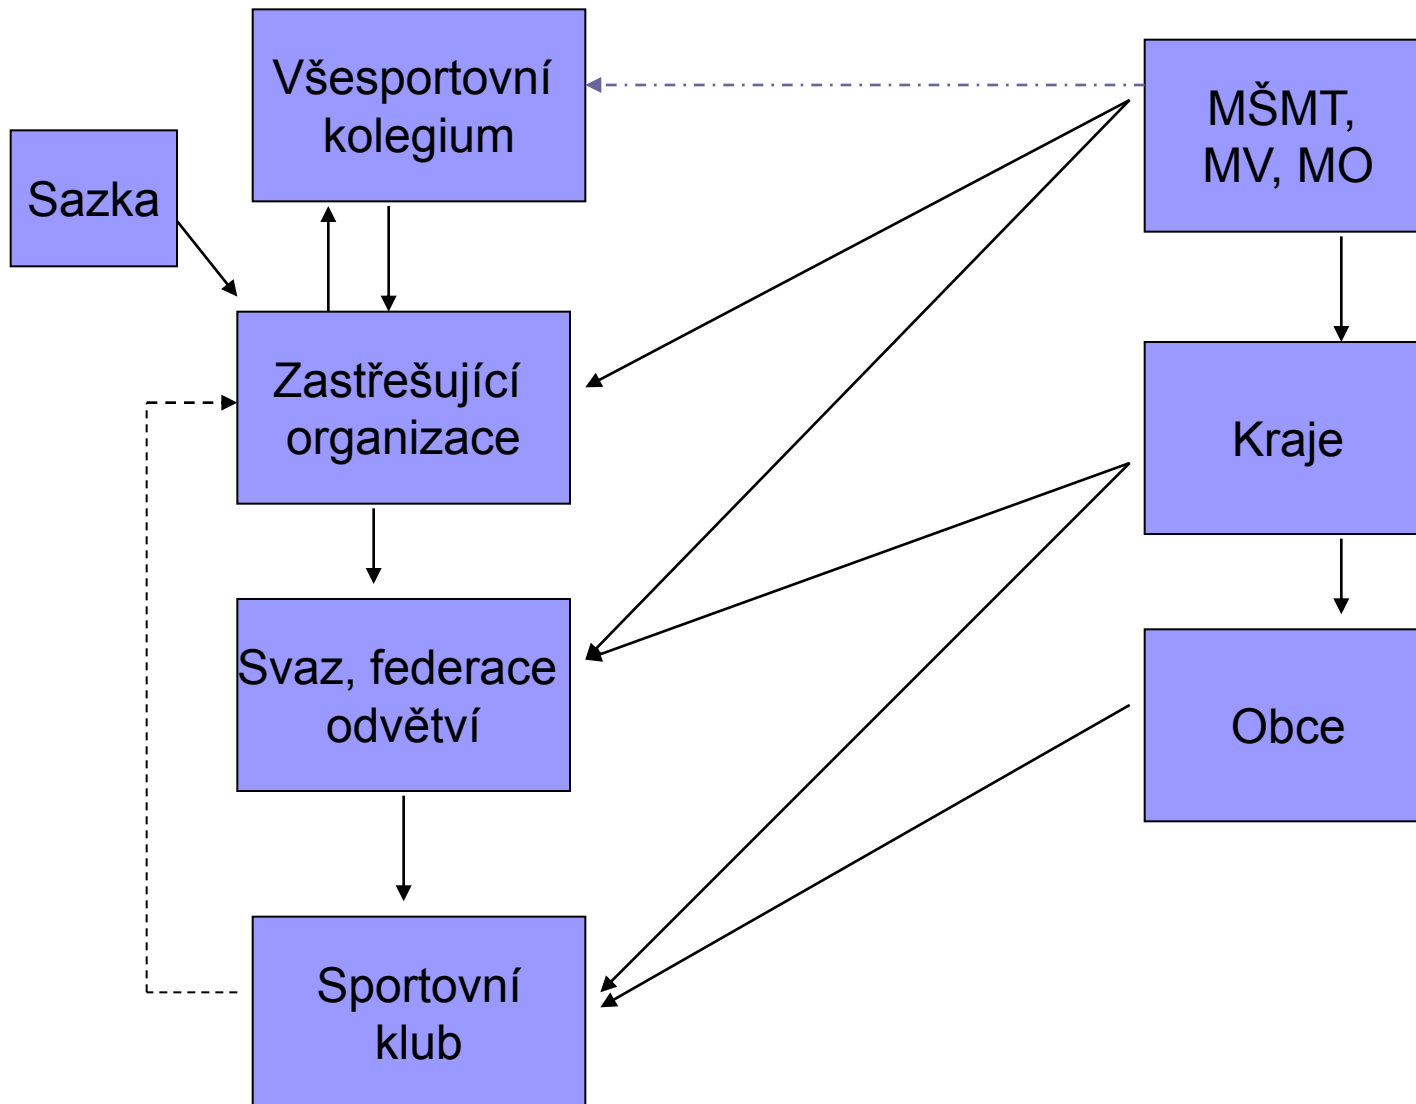 Všesportovní
kolegium
MŠMT,
MV, MO
Sazka
Zastřešující
organizace
Kraje
Svaz, federace
odvětví
Obce
Sportovní
klub